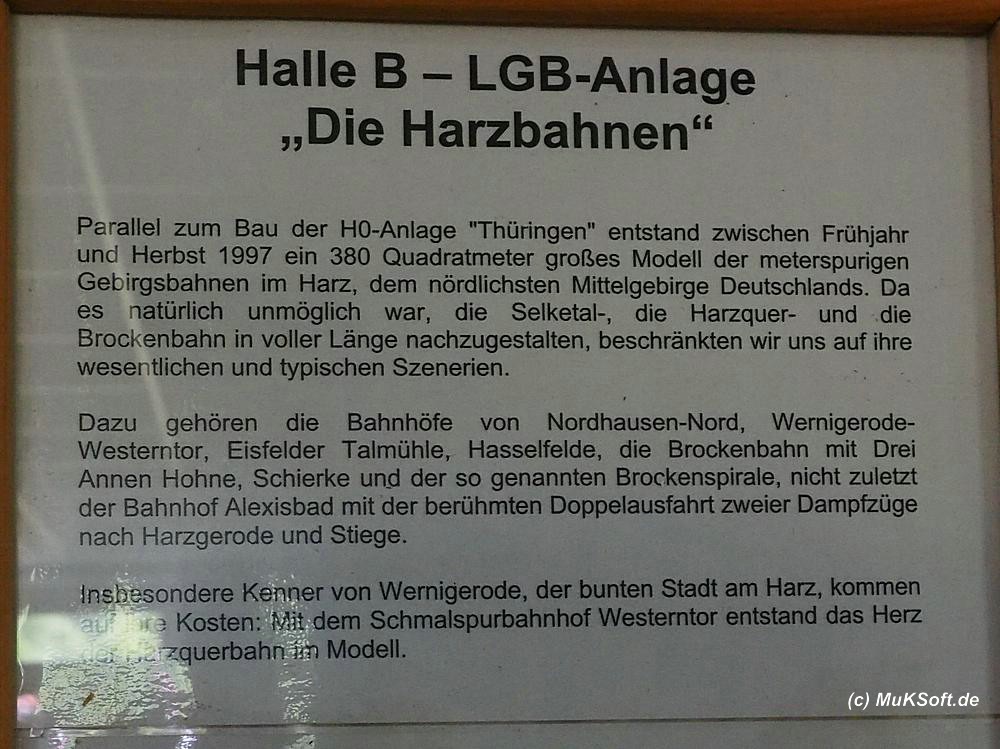 Halle B – LGB-Anlage
„Die Harzbahnen“
Parallel zum Bau der H0-Anlage "Thüringen" entstand zwischen Frühjahr
und Herbst 1997 ein 380 Quadratmeter großes Modell der meterspurigen
Gebirgsbahnen im Harz, dem nördlichsten Mittelgebirge Deutschlands. Da
es natürlich unmöglich war, die Selketal-, die Harzquer- und die
Brockenbahn in voller Länge nachzugestalten, beschränkten wir uns auf ihre
wesentlichen und typischen Szenerien.
Dazu gehören die Bahnhöfe von Nordhausen-Nord, Wernigerode-
Westerntor, Eisfelder Talmühle, Hasselfelde, die Brockenbahn mit Drei
Annen Hohne, Schierke und der so genannten Brockenspirale, nicht zuletzt
der Bahnhof Alexisbad mit der berühmten Doppelausfahrt zweier Dampfzüge
nach Harzgerode und Stiege.
Insbesondere Kenner von Wernigerode, der bunten Stadt am Harz, kommen
auf ihre Kosten: Mit dem Schmalspurbahnhof Westerntor entstand das Herz
der Harzquerbahn im Modell.
(c) MuKSoft.de